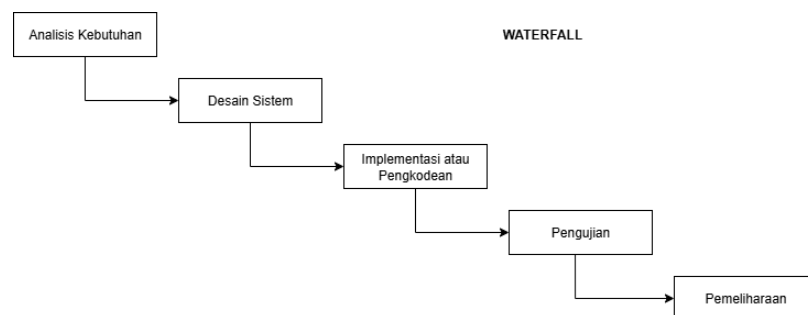 Analisis Kebutuhan
WATERFALL
Desain Sistem
Implementasi atau
Pengkodean
Pengujian
Pemeliharaan